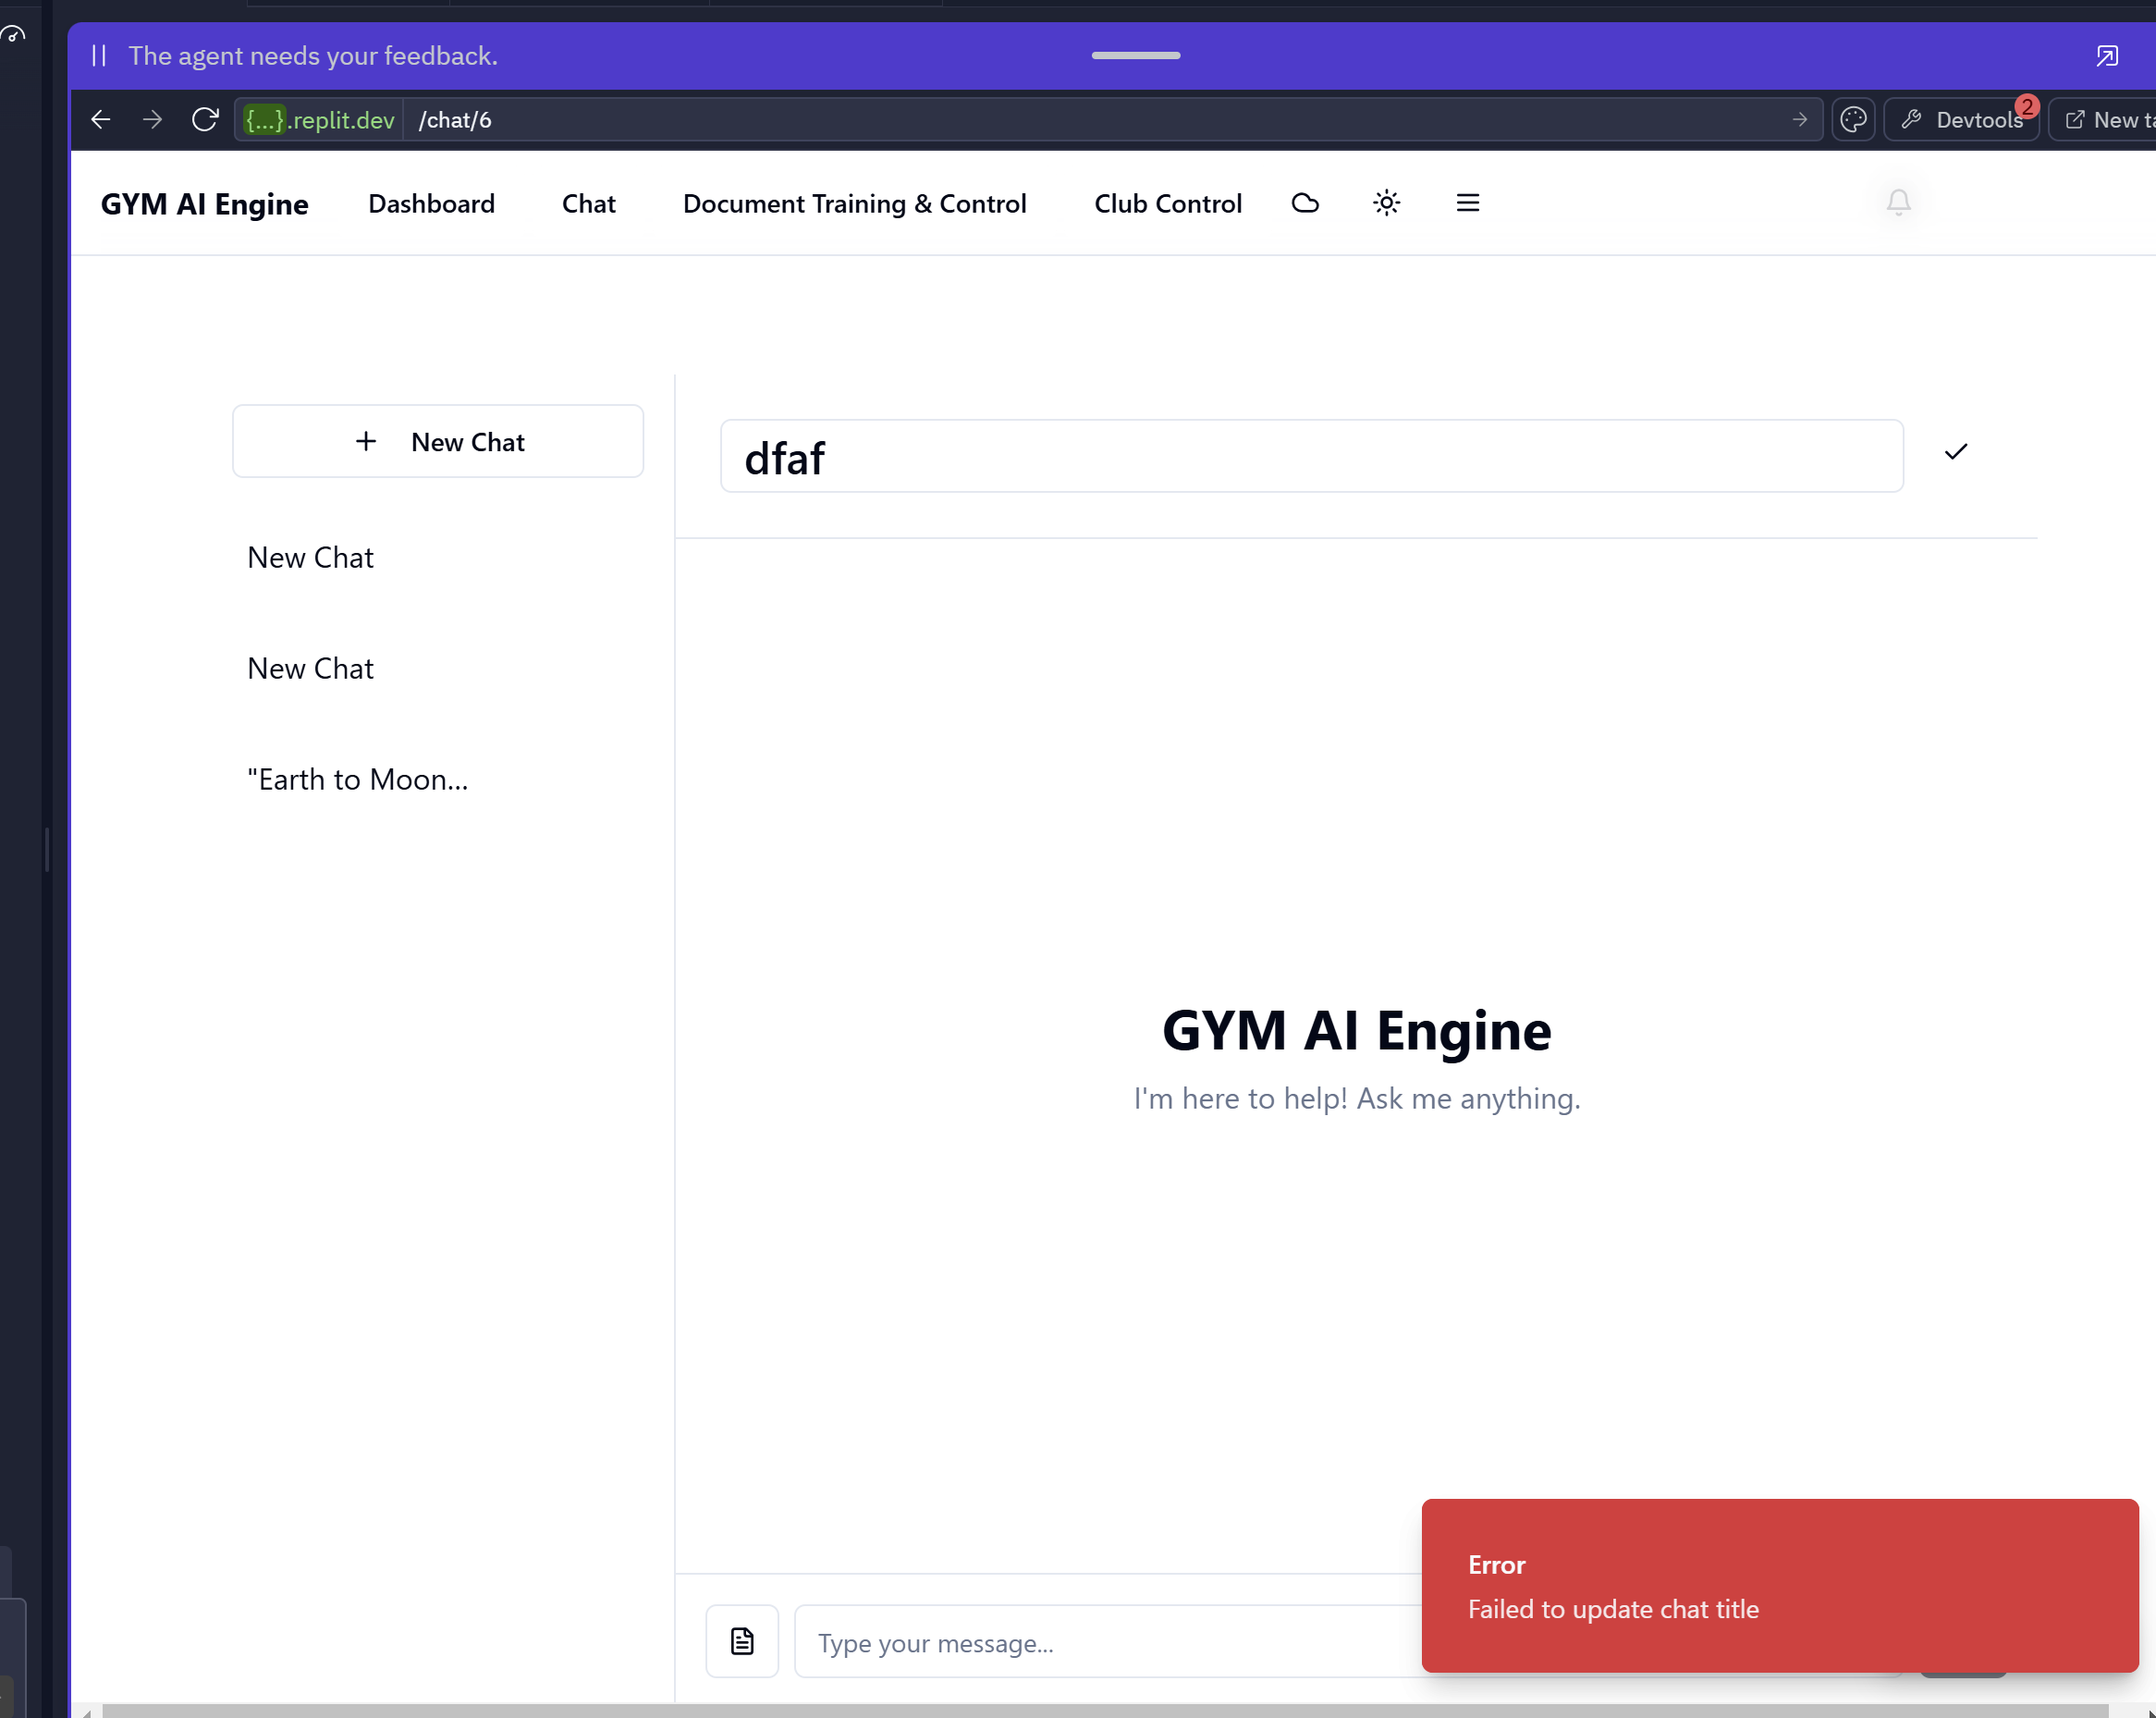 The agent needs your feedback.
{...}.replit.dev /chat/6
Devtools 2
New ta
GYM AI Engine Dashboard Chat Document Training & Control Club Control
+ New Chat
dfaf
New Chat
New Chat
"Earth to Moon...
GYM AI Engine
I'm here to help! Ask me anything.
Type your message...
Error
Failed to update chat title